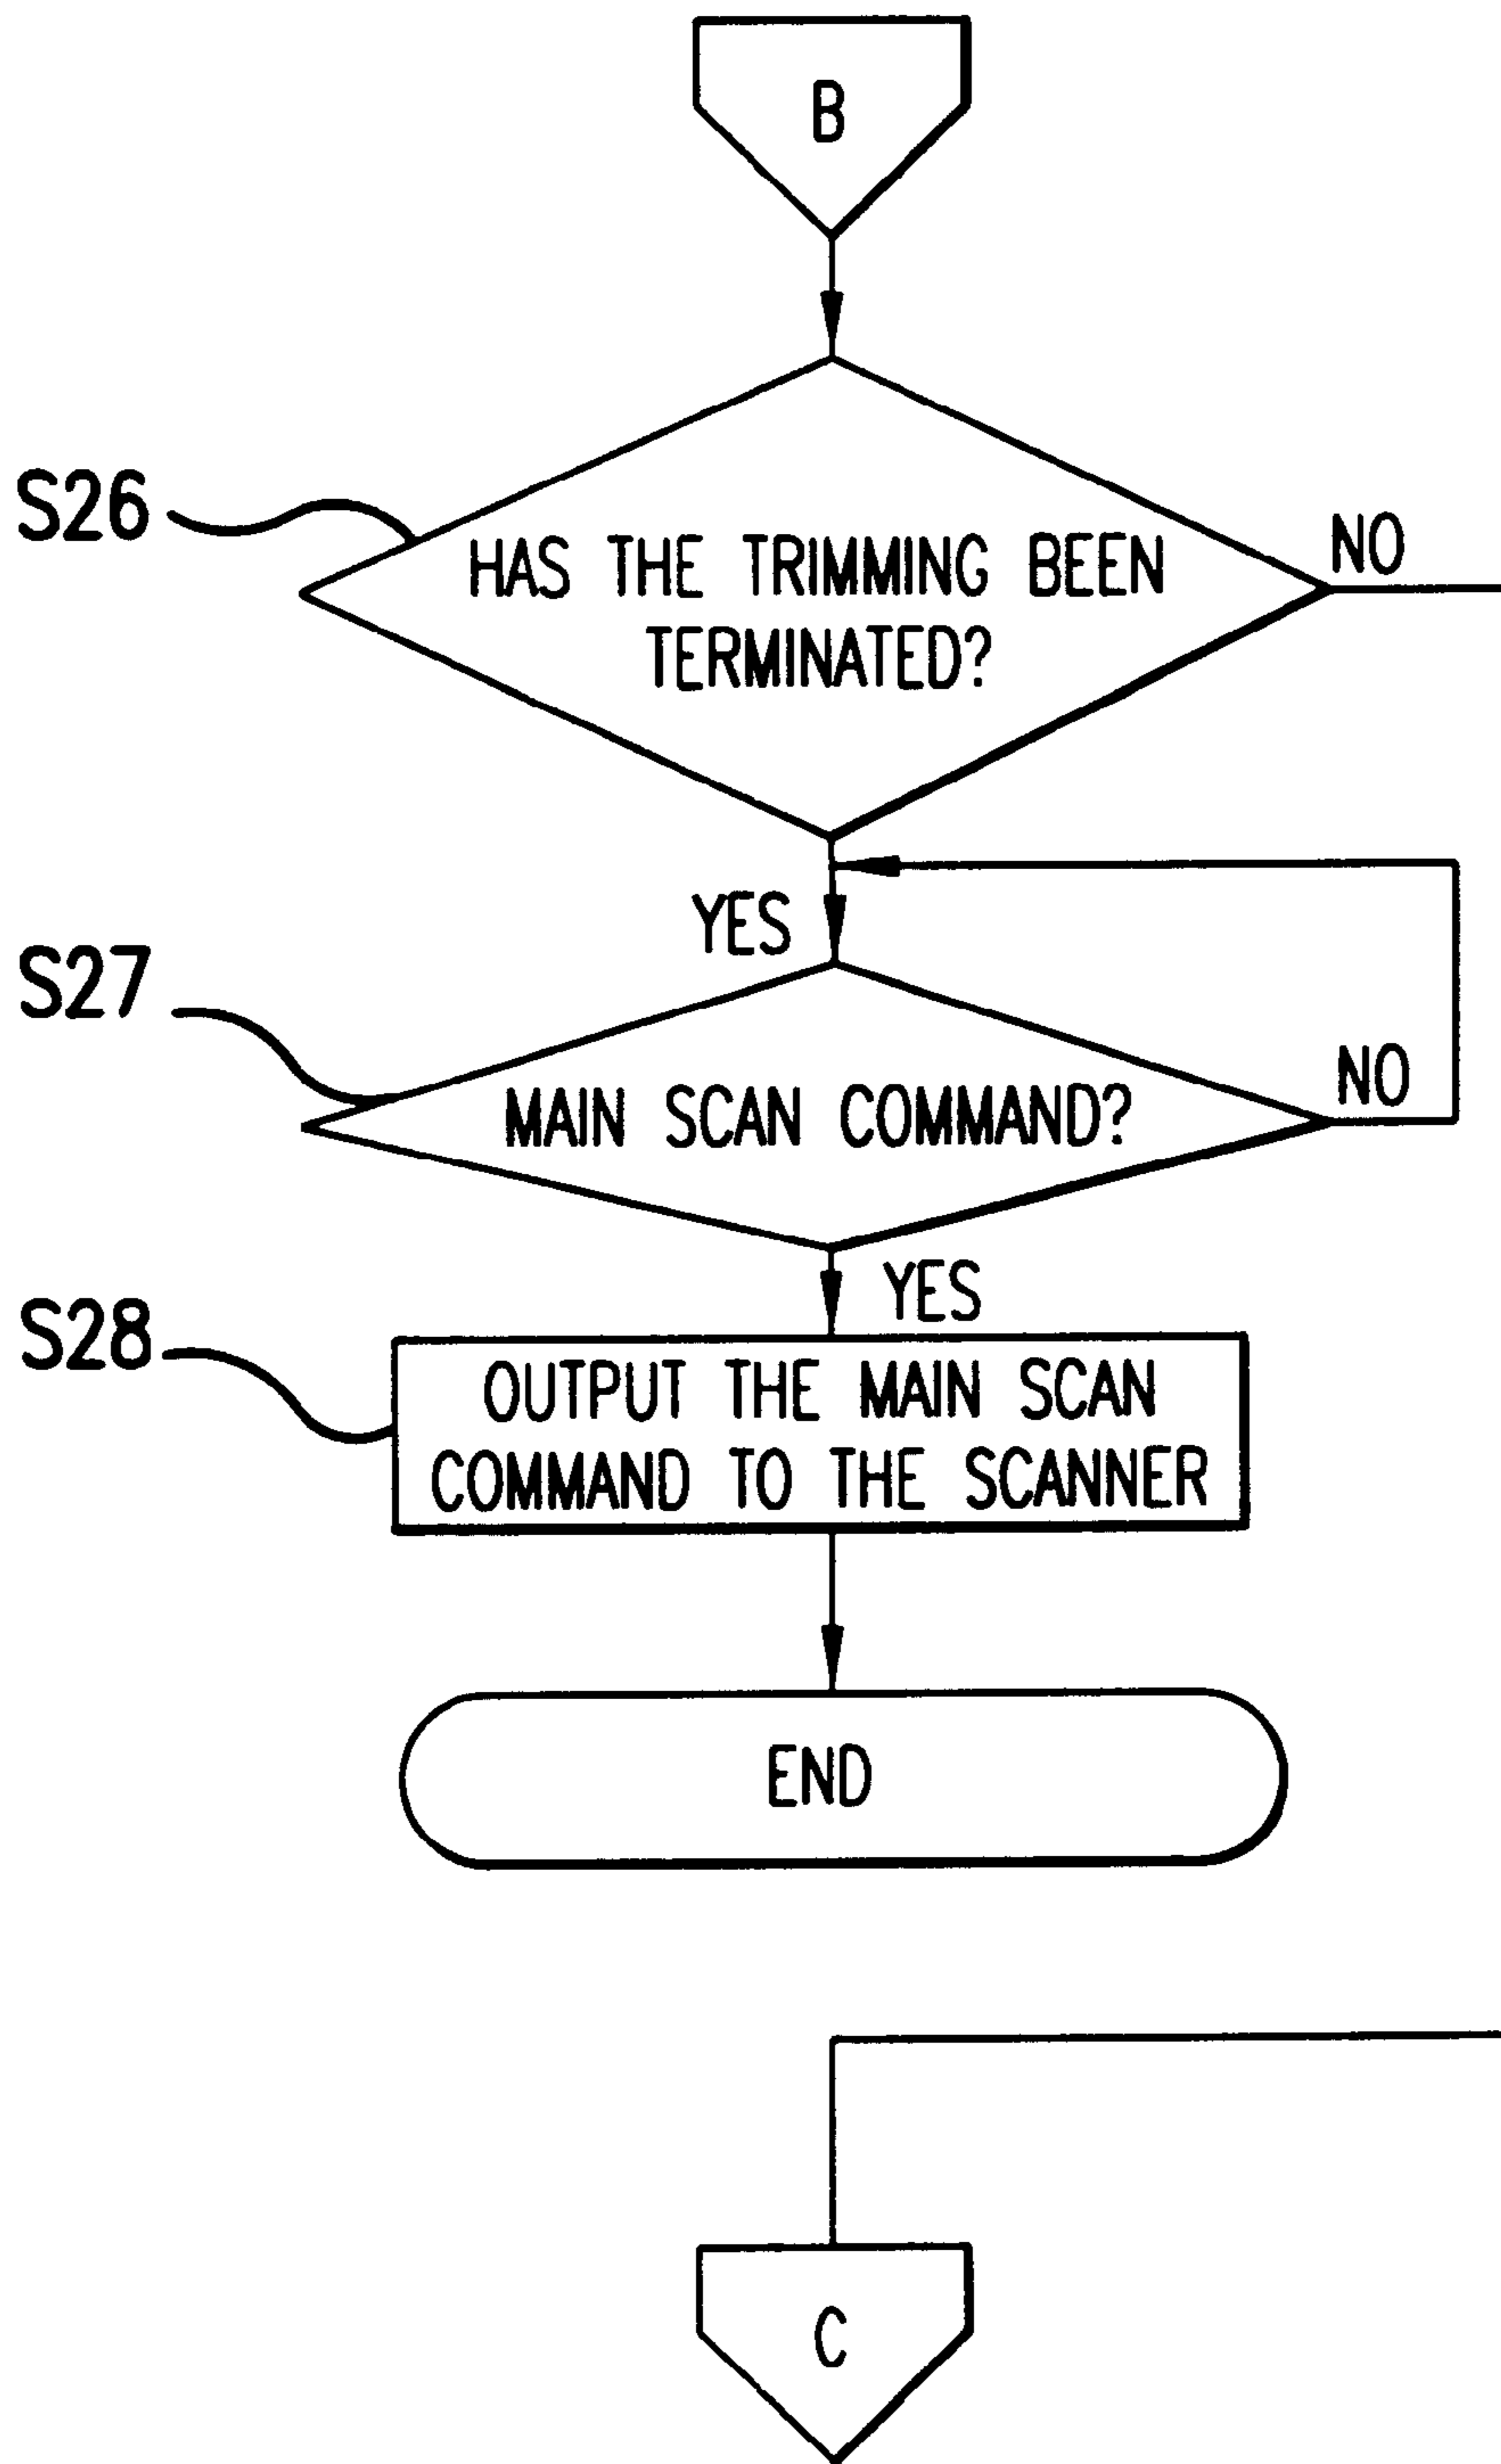 B
S26
HAS THE TRIMMING BEEN
TERMINATED?
NO
YES
S27
MAIN SCAN COMMAND?
NO
YES
S28
OUTPUT THE MAIN SCAN
COMMAND TO THE SCANNER
END
C